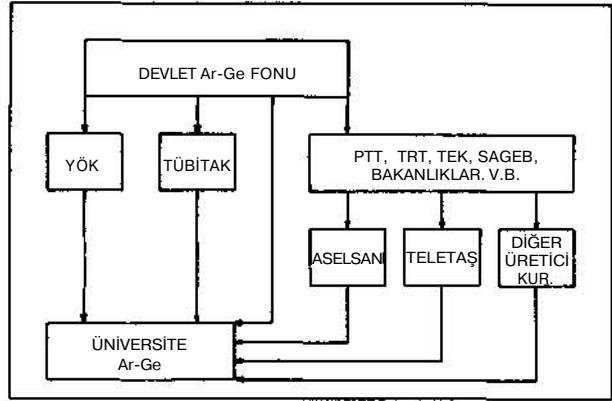 DEVLET Ar-Ge FONU
YÖK
TÜBİTAK
PTT, TRT, TEK, SAGEB,
BAKANLIKLAR. V.B.
ASELSAN
TELETAŞ
DİĞER
ÜRETİCİ
KUR.
ÜNİVERSİTE
Ar-Ge